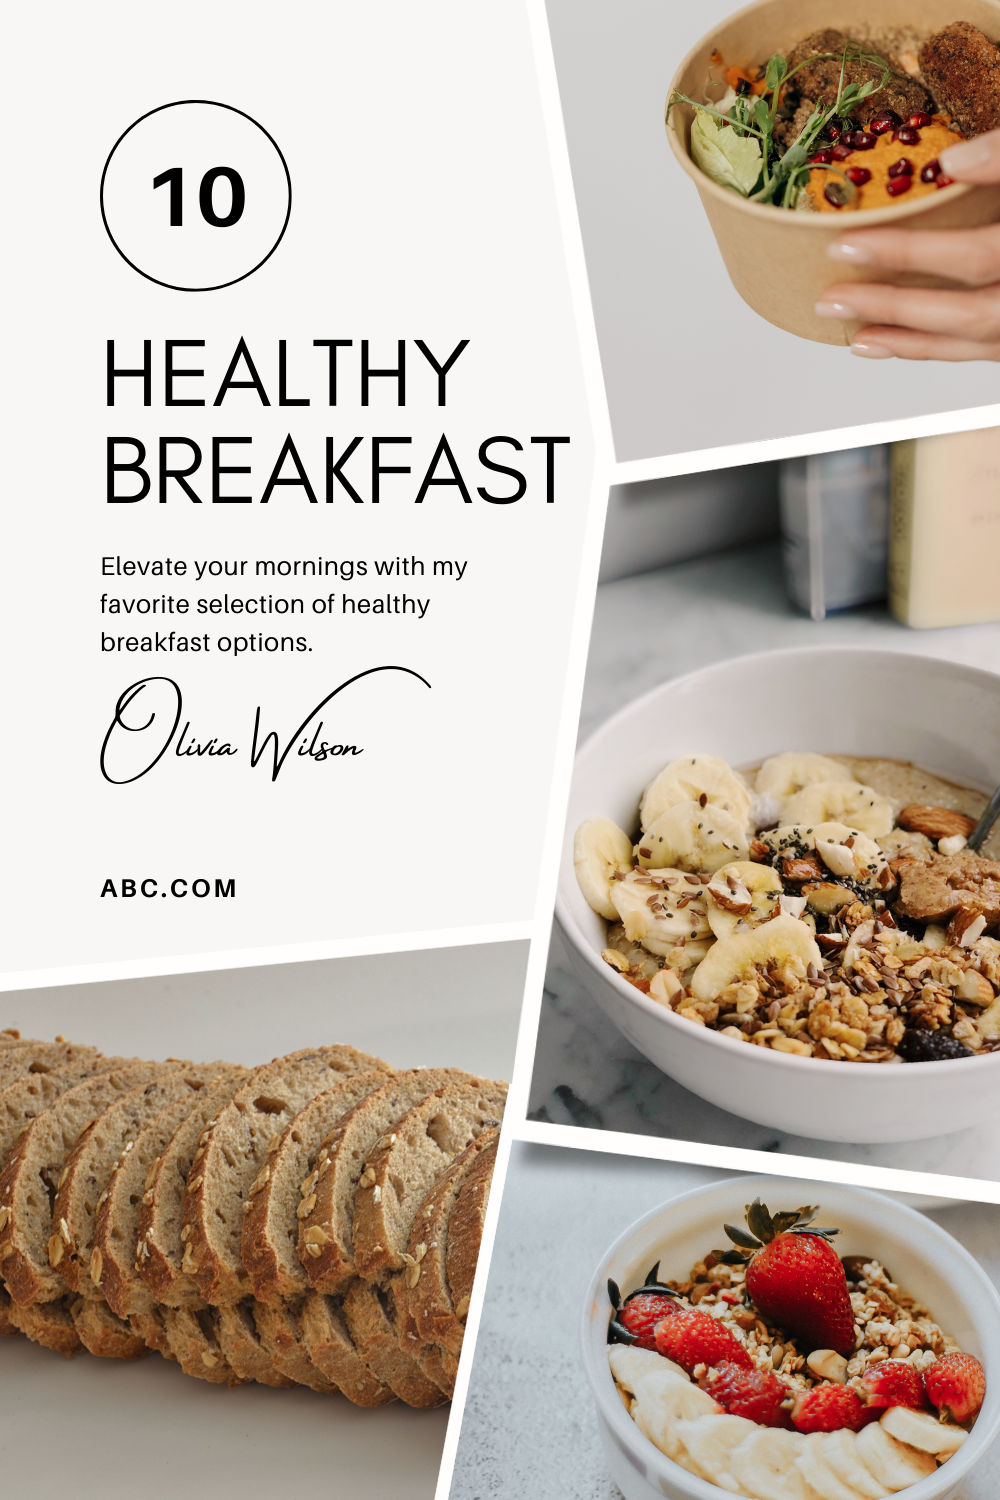 10
HEALTHY
BREAKFAST
Elevate your mornings with my
favorite selection of healthy
breakfast options.
Olivia Wilson
ABC.COM